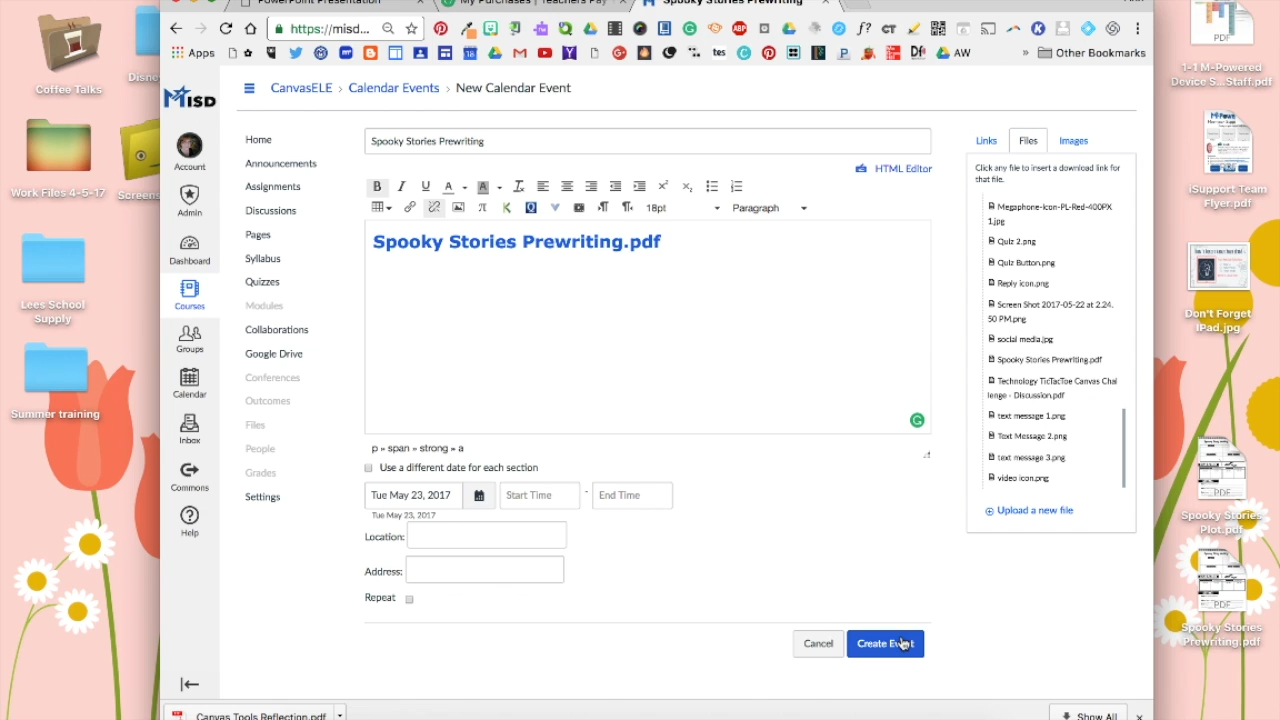 PowerPoint Presentation
My Purchases | Teachers Pay
Spooky Stories Prewriting
https://misd...
Apps
18
tes
Df
AW
»
Other Bookmarks
Coffee Talks
Disne
Work Files 4-5-17
Screens
Lees School
Supply
Summer training
MISD
Account
Admin
Dashboard
Courses
Groups
Calendar
Inbox
Commons
Help
CanvasELE › Calendar Events › New Calendar Event
Home
Announcements
Assignments
Discussions
Pages
Syllabus
Quizzes
Modules
Collaborations
Google Drive
Conferences
Outcomes
Files
People
Grades
Settings
Spooky Stories Prewriting
HTML Editor
18pt
Paragraph
Spooky Stories Prewriting.pdf
p » span » strong » a
Use a different date for each section
Tue May 23, 2017
Start Time
-
End Time
Tue May 23, 2017
Location:
Address:
Repeat
Cancel
Create Event
Links
Files
Images
Click any file to insert a download link for
that file.
Megaphone-Icon-PL-Red-400PX
1.jpg
Quiz 2.png
Quiz Button.png
Reply icon.png
Screen Shot 2017-05-22 at 2.24.
50 PM.png
social media.jpg
Spooky Stories Prewriting.pdf
Technology TicTacToe Canvas Chal
lenge - Discussion.pdf
text message 1.png
Text Message 2.png
text message 3.png
video icon.png
Upload a new file
PDF
1-1 M-Powered
Device S...Staff.pdf
iSupport Team
Flyer.pdf
Don't Forget
IPad.jpg
PDF
Spooky Stories
Plot.pdf
PDF
Spooky Stories
Prewriting.pdf
Canvas Tools Reflection.pdf
Show All